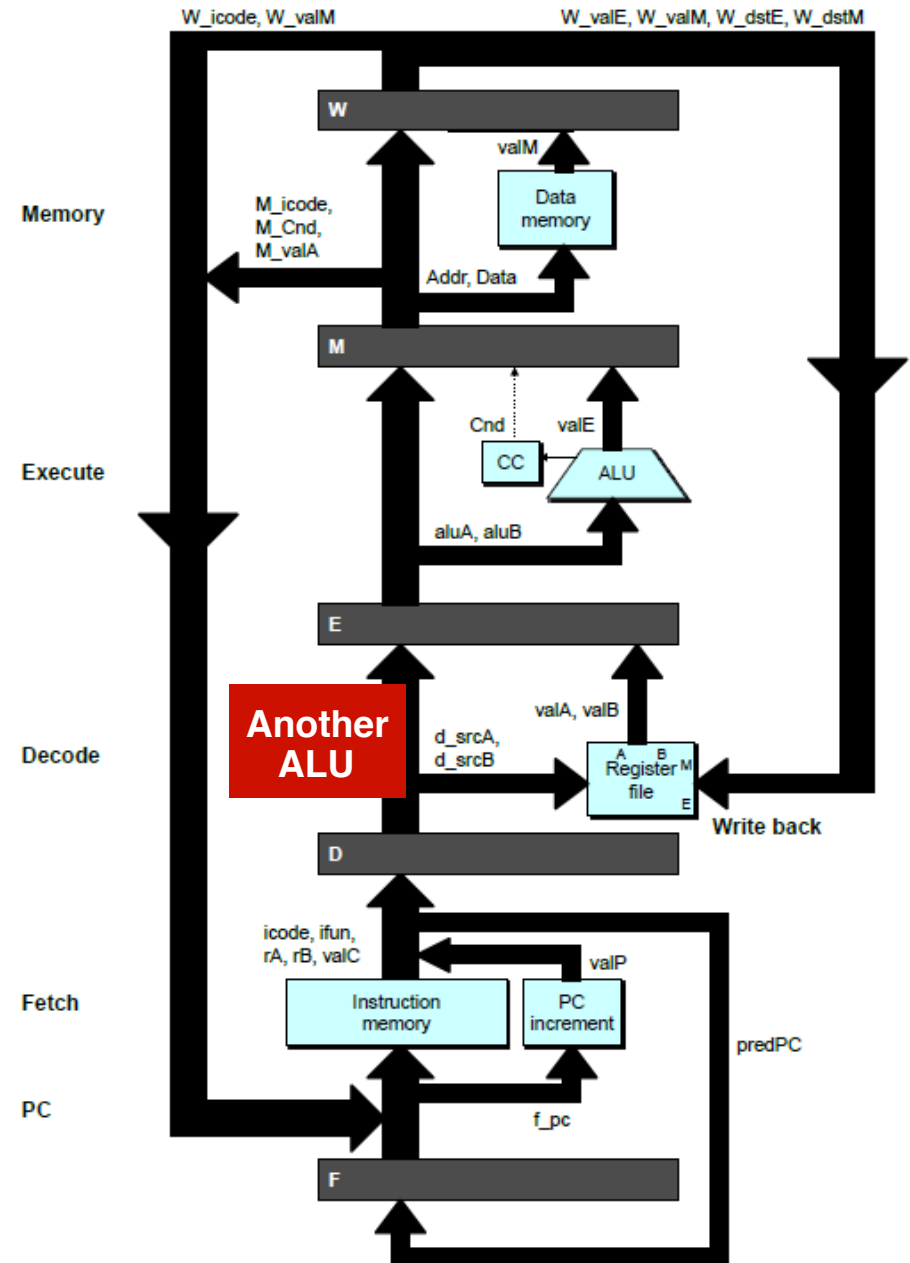 W_icode, W_valM
W_valE, W_valM, W_dstE, W_dstM
W
valM
Data
memory
Memory
M_icode,
M_Cnd,
M_valA
Addr, Data
M
Cnd
valE
CC
ALU
Execute
aluA, aluB
E
Another
ALU
valA, valB
d_srcA,
d_srcB
Decode
A B
M
Register
file
E
Write back
D
icode, ifun,
rA, rB, valC
valP
Fetch
Instruction
memory
PC
increment
predPC
PC
f_pc
F